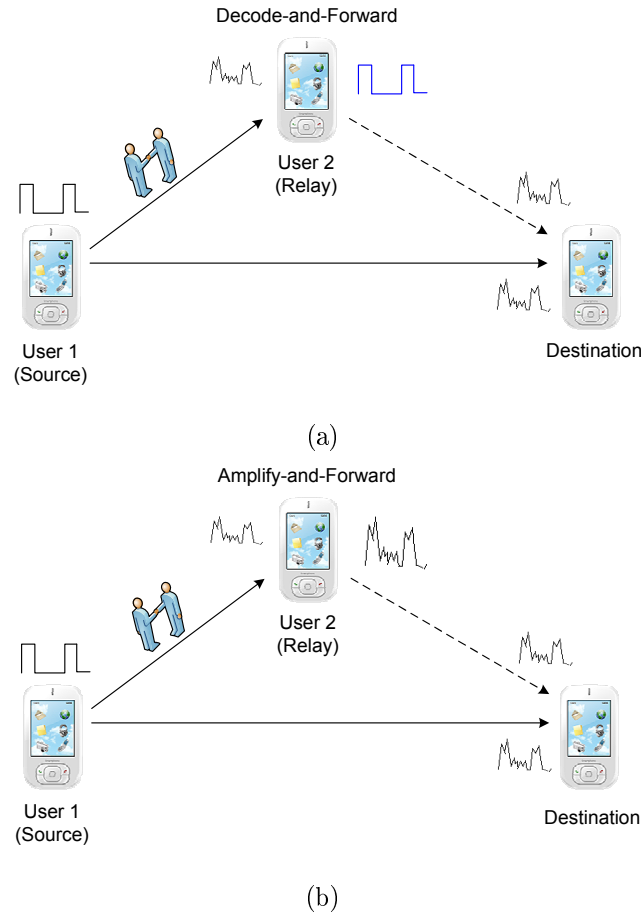 Decode-and-Forward
User 2
(Relay)
User 1
(Source)
Destination
(a)
Amplify-and-Forward
User 2
(Relay)
User 1
(Source)
Destination
(b)